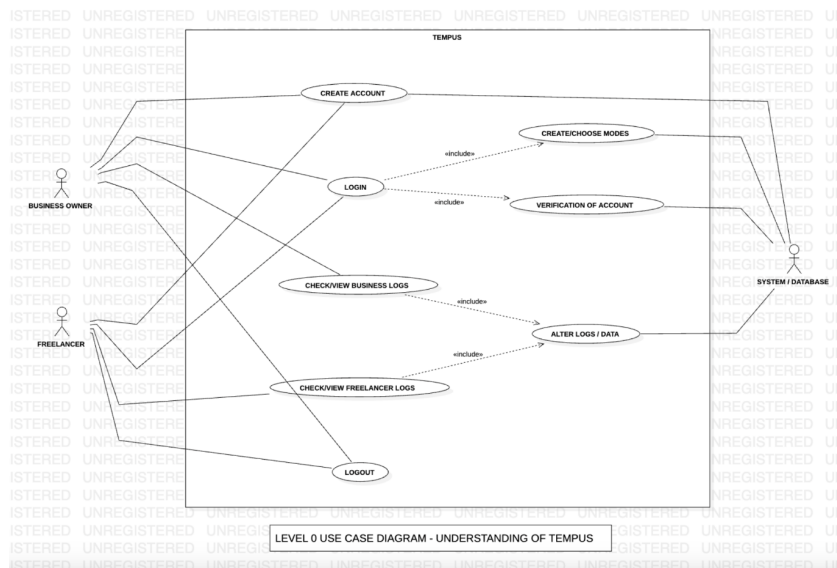 TEMPUS
CREATE ACCOUNT
CREATE/CHOOSE MODES
«include»
LOGIN
«include»
VERIFICATION OF ACCOUNT
BUSINESS OWNER
CHECK/VIEW BUSINESS LOGS
SYSTEM / DATABASE
«include»
FREELANCER
ALTER LOGS / DATA
«include»
CHECK/VIEW FREELANCER LOGS
LOGOUT
LEVEL 0 USE CASE DIAGRAM - UNDERSTANDING OF TEMPUS
UNREGISTERED